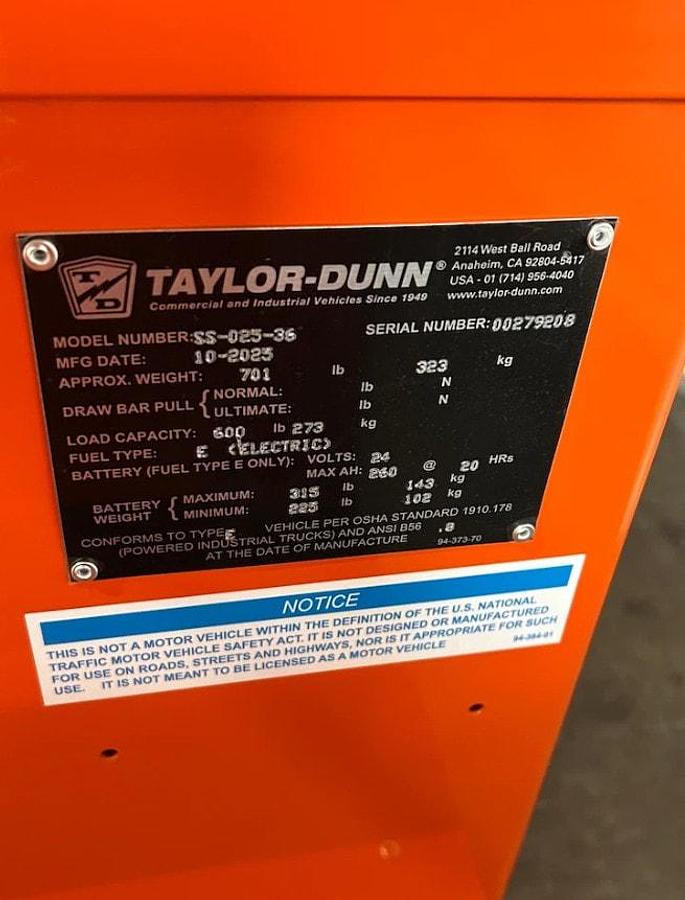 TD
TAYLOR-DUNN®
Commercial and Industrial Vehicles Since 1949
2114 West Ball Road
Anaheim, CA 92804-5417
USA - 01 (714) 956-4040
www.taylor-dunn.com
MODEL NUMBER: SS-025-36 SERIAL NUMBER: 00279208
MFG DATE: 10-2025
APPROX. WEIGHT: 701 lb 323 kg
DRAW BAR PULL { NORMAL: lb N
ULTIMATE: lb N
LOAD CAPACITY: 600 lb 273 kg
FUEL TYPE: E (ELECTRIC)
BATTERY (FUEL TYPE E ONLY): VOLTS: 24
MAX AH: 260 @ 20 HRs
BATTERY WEIGHT { MAXIMUM: 315 lb 143 kg
MINIMUM: 225 lb 102 kg
CONFORMS TO TYPE E VEHICLE PER OSHA STANDARD 1910.178
(POWERED INDUSTRIAL TRUCKS) AND ANSI B56 .8
AT THE DATE OF MANUFACTURE 94-373-70
NOTICE
THIS IS NOT A MOTOR VEHICLE WITHIN THE DEFINITION OF THE U.S. NATIONAL
TRAFFIC MOTOR VEHICLE SAFETY ACT. IT IS NOT DESIGNED OR MANUFACTURED
FOR USE ON ROADS, STREETS AND HIGHWAYS, NOR IS IT APPROPRIATE FOR SUCH
USE. IT IS NOT MEANT TO BE LICENSED AS A MOTOR VEHICLE 94-384-01